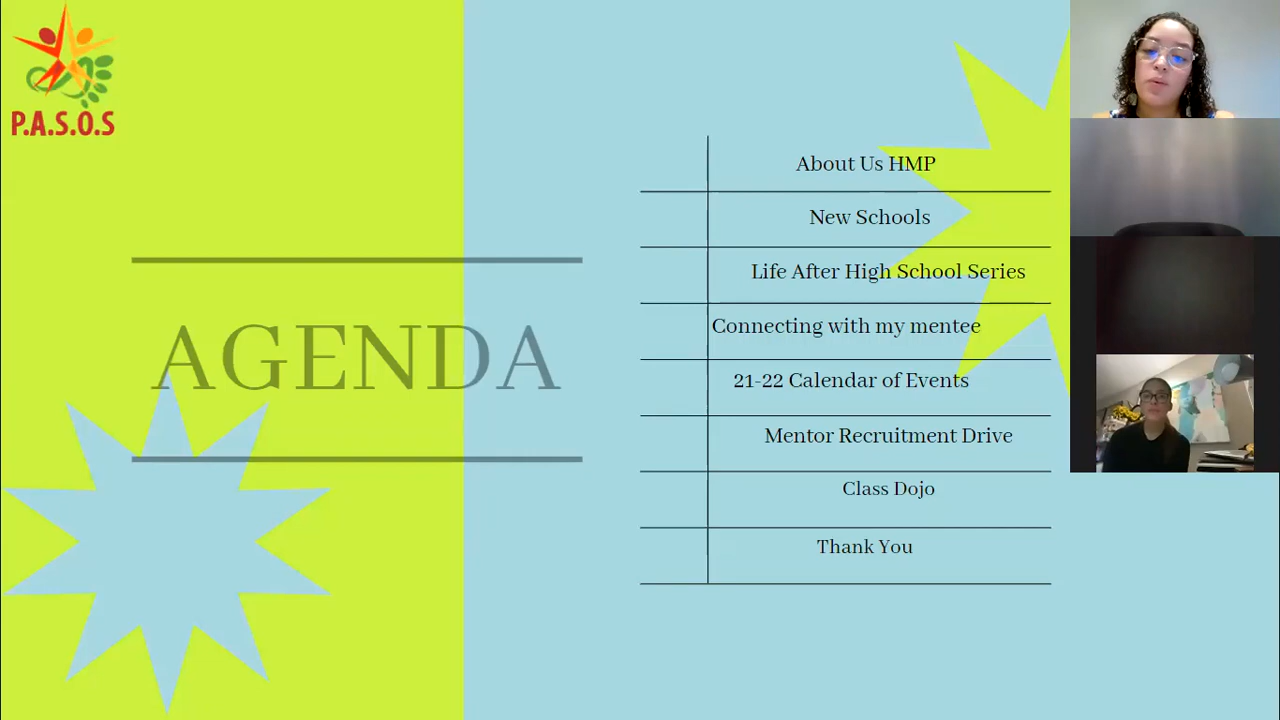 P.A.S.O.S
AGENDA
About Us HMP
New Schools
Life After High School Series
Connecting with my mentee
21-22 Calendar of Events
Mentor Recruitment Drive
Class Dojo
Thank You